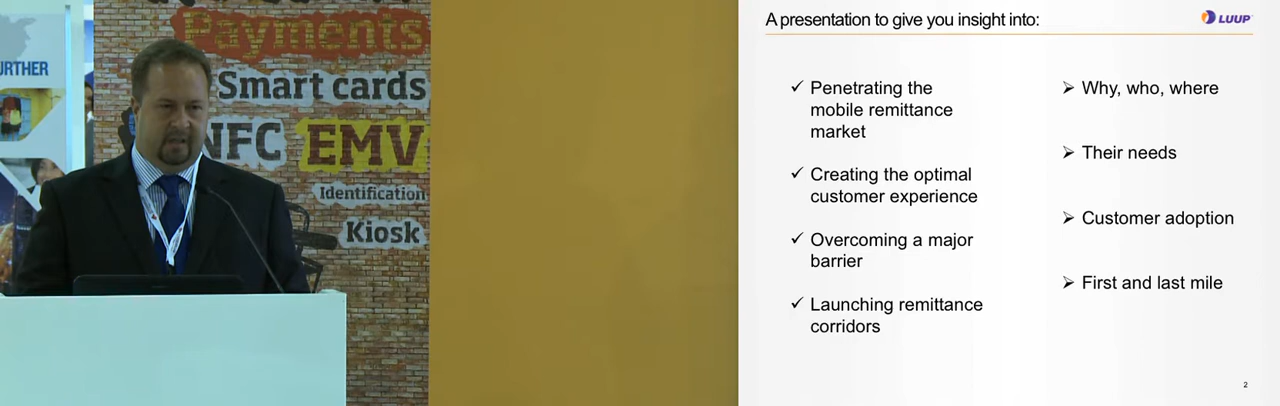 URTHER
Payments
Smart cards
NFC EMV
Identification
Kiosk
A presentation to give you insight into:
LUUP
✓ Penetrating the
mobile remittance
market
✓ Creating the optimal
customer experience
✓ Overcoming a major
barrier
✓ Launching remittance
corridors
➢ Why, who, where
➢ Their needs
➢ Customer adoption
➢ First and last mile
2